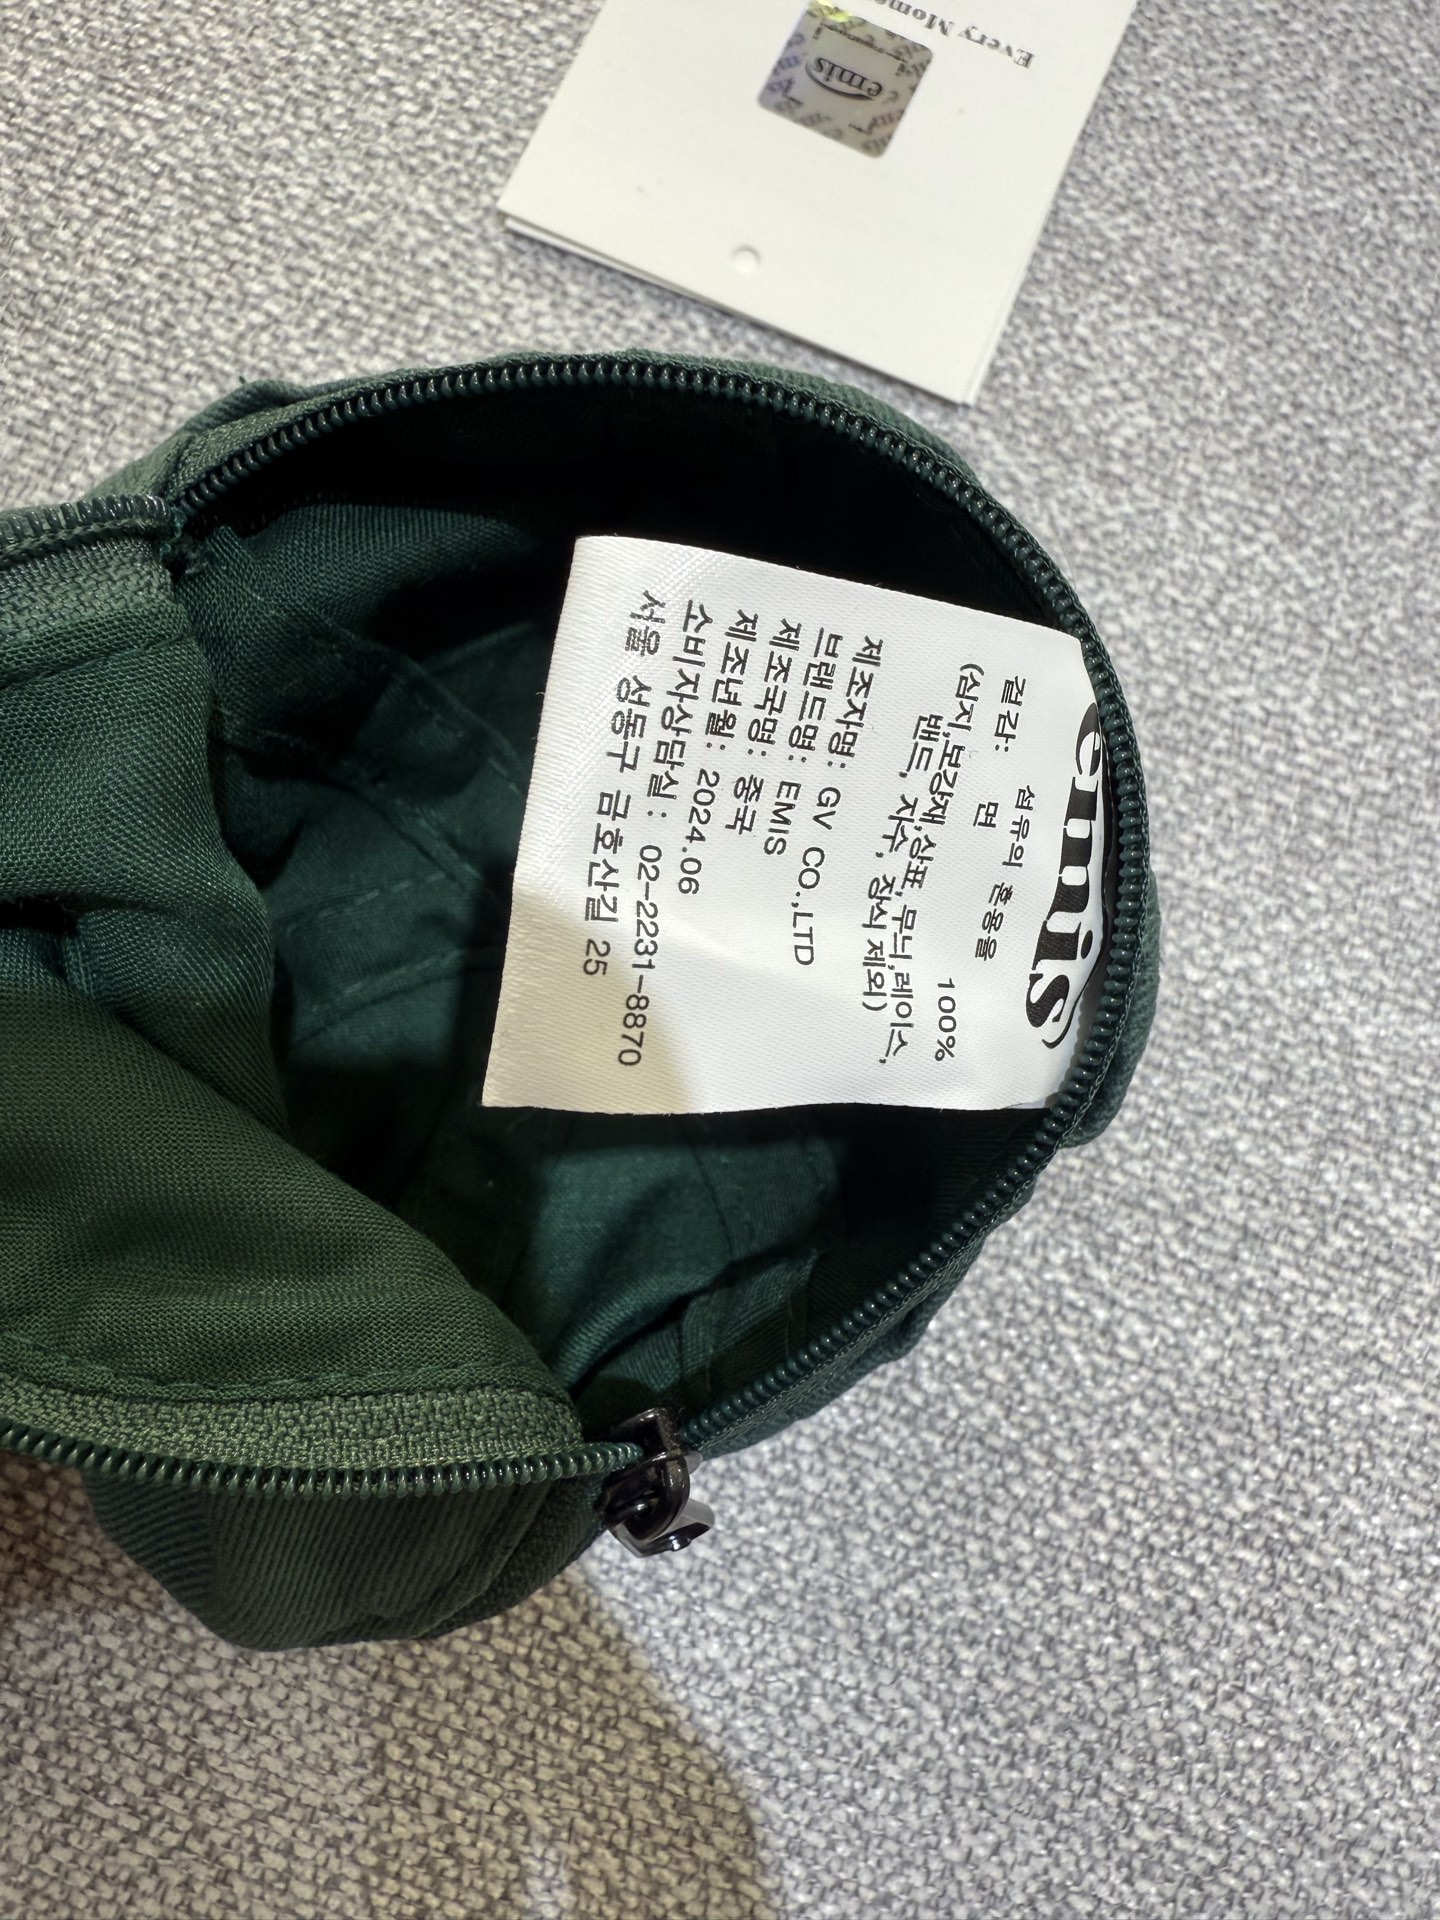 Every
emis
emis
섬유의 혼용율
겉감: 면 100%
(심지,보강재,상표,무늬,레이스,
밴드, 자수, 장식 제외)
제조자명: GV CO.,LTD
브랜드명: EMIS
제조국명: 중국
제조년월: 2024.06
소비자상담실: 02-2231-8870
서울 성동구 금호산길 25